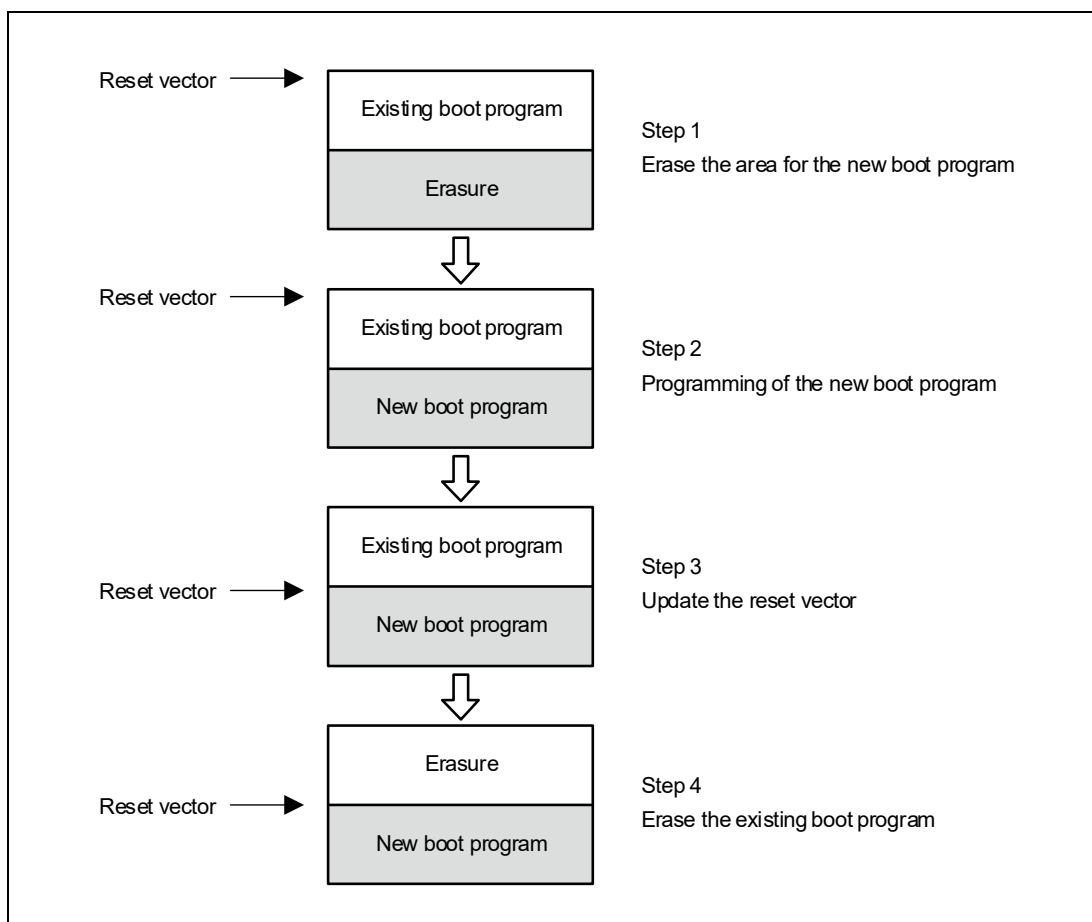 Reset vector
Existing boot program
Erasure
Step 1
Erase the area for the new boot program
Reset vector
Existing boot program
New boot program
Step 2
Programming of the new boot program
Existing boot program
Reset vector
New boot program
Step 3
Update the reset vector
Erasure
Reset vector
New boot program
Step 4
Erase the existing boot program